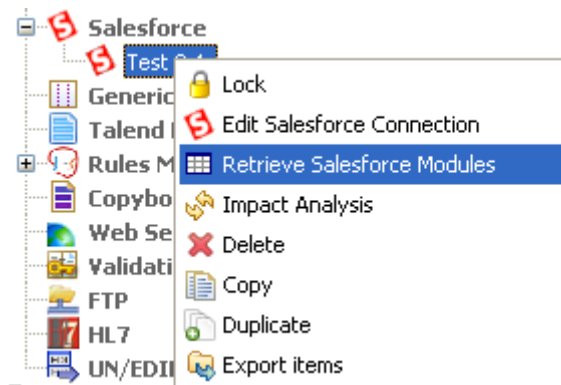 Salesforce
Test
Lock
Generic
Edit Salesforce Connection
Talend
Retrieve Salesforce Modules
Rules M
Impact Analysis
Copybo
Web Se
Delete
Validati
Copy
FTP
Duplicate
HL7
Export items
UN/EDI